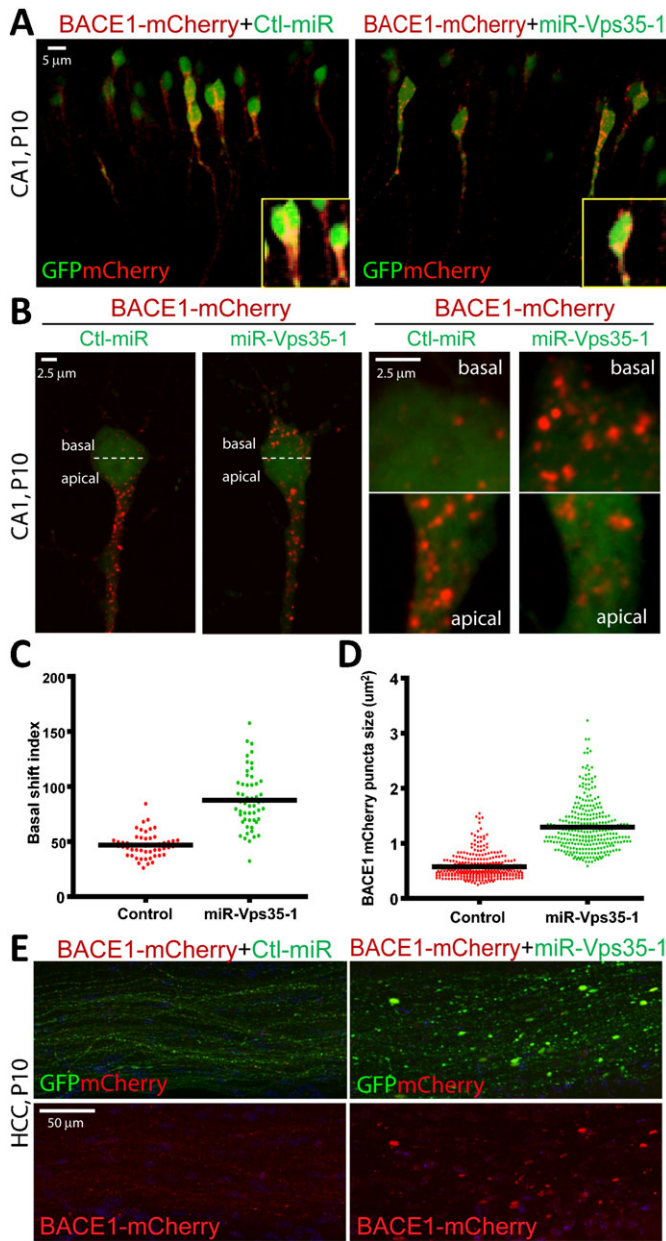 A
BACE1-mCherry+Ctl-miR
BACE1-mCherry+miR-Vps35-1
5 µm
CA1, P10
GFPmCherry
GFPmCherry
B
BACE1-mCherry
BACE1-mCherry
Ctl-miR
miR-Vps35-1
Ctl-miR
miR-Vps35-1
2.5 µm
2.5 µm
basal
basal
basal
apical
basal
apical
CA1, P10
apical
apical
C
D
Basal shift index
200
150
100
50
0
Control
miR-Vps35-1
BACE1 mCherry puncta size (um²)
4
3
2
1
0
Control
miR-Vps35-1
E
BACE1-mCherry+Ctl-miR
BACE1-mCherry+miR-Vps35-1
HCC, P10
GFPmCherry
GFPmCherry
50 µm
BACE1-mCherry
BACE1-mCherry